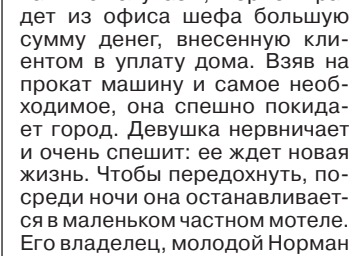 дет из офиса шефа большую
сумму денег, внесенную кли-
ентом в уплату дома. Взяв на
прокат машину и самое необ-
ходимое, она спешно покида-
ет город. Девушка нервничает
и очень спешит: ее ждет новая
жизнь. Чтобы передохнуть, по-
среди ночи она останавливает-
ся в маленьком частном мотеле.
Его владелец, молодой Норман